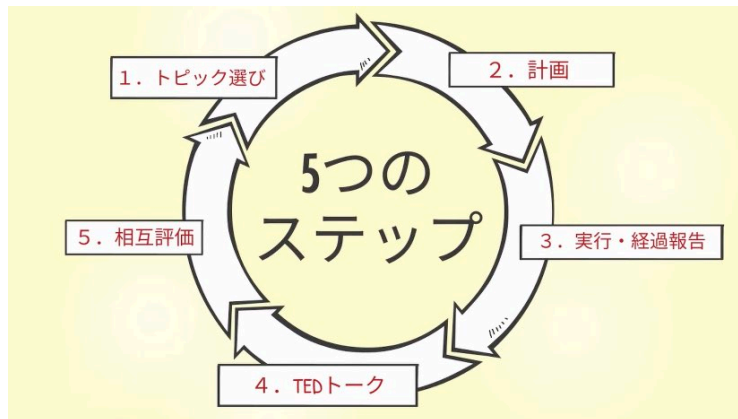 5つの
ステップ
１．トピック選び
２．計画
３．実行・経過報告
４．TEDトーク
５．相互評価